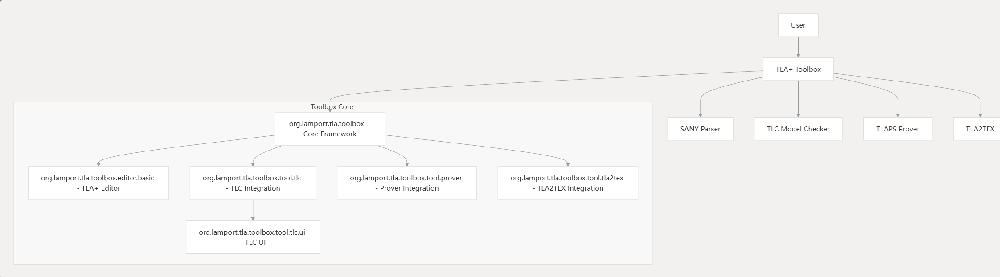 User
TLA+ Toolbox
Toolbox Core
org.lamport.tla.toolbox -
Core Framework
SANY Parser
TLC Model Checker
TLAPS Prover
TLA2TEX
org.lamport.tla.toolbox.editor.basic
- TLA+ Editor
org.lamport.tla.toolbox.tool.tlc
- TLC Integration
org.lamport.tla.toolbox.tool.prover
- Prover Integration
org.lamport.tla.toolbox.tool.tla2tex
- TLA2TEX Integration
org.lamport.tla.toolbox.tool.tlc.ui
- TLC UI